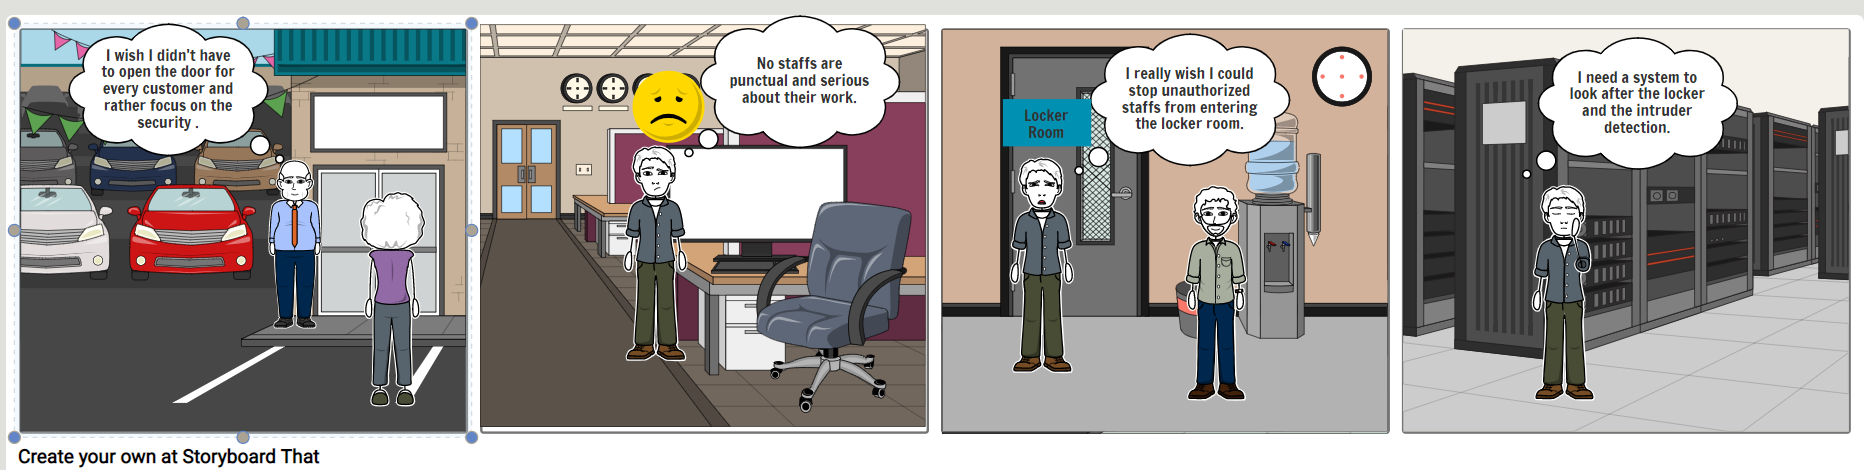 I wish I didn't have
to open the door for
every customer and
rather focus on the
security .
No staffs are
punctual and serious
about their work.
Locker
Room
I really wish I could
stop unauthorized
staffs from entering
the locker room.
I need a system to
look after the locker
and the intruder
detection.
Create your own at Storyboard That